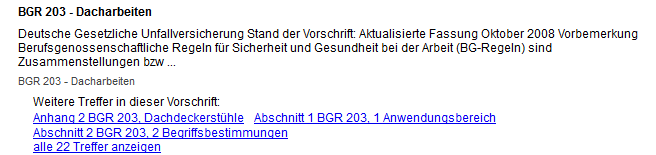 BGR 203 - Dacharbeiten
Deutsche Gesetzliche Unfallversicherung Stand der Vorschrift: Aktualisierte Fassung Oktober 2008 Vorbemerkung
Berufsgenossenschaftliche Regeln für Sicherheit und Gesundheit bei der Arbeit (BG-Regeln) sind
Zusammenstellungen bzw ...
BGR 203 - Dacharbeiten
Weitere Treffer in dieser Vorschrift:
Anhang 2 BGR 203, Dachdeckerstühle Abschnitt 1 BGR 203, 1 Anwendungsbereich
Abschnitt 2 BGR 203, 2 Begriffsbestimmungen
alle 22 Treffer anzeigen